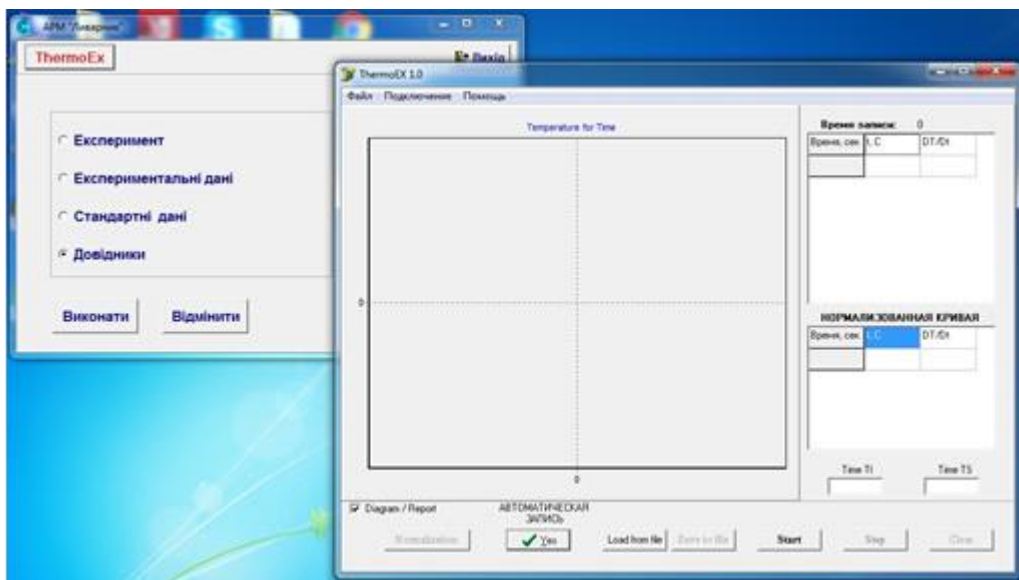 АРМ "Ливарник"
ThermoEx
Вихід
Експеримент
Експериментальні дані
Стандартні дані
Довідники
Виконати Відмінити
ThermoEX 1.0
Файл Подключение Помощь
Temperature for Time
0
0
Время записи: 0
Время, сек t, C DT/Dt
НОРМАЛИЗОВАННАЯ КРИВАЯ
Время, сек t, C DT/Dt
Time Tl Time TS
Diagram / Report
АВТОМАТИЧЕСКАЯ
ЗАПИСЬ
Normalization Yes Load from file Save to file Start Stop Clear